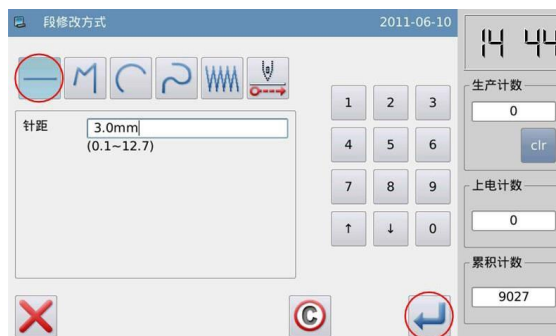 段修改方式
2011-06-10
14 44
针距
3.0mm
(0.1~12.7)
1 2 3
4 5 6
7 8 9
↑ ↓ 0
C
生产计数
0
clr
上电计数
0
累积计数
9027